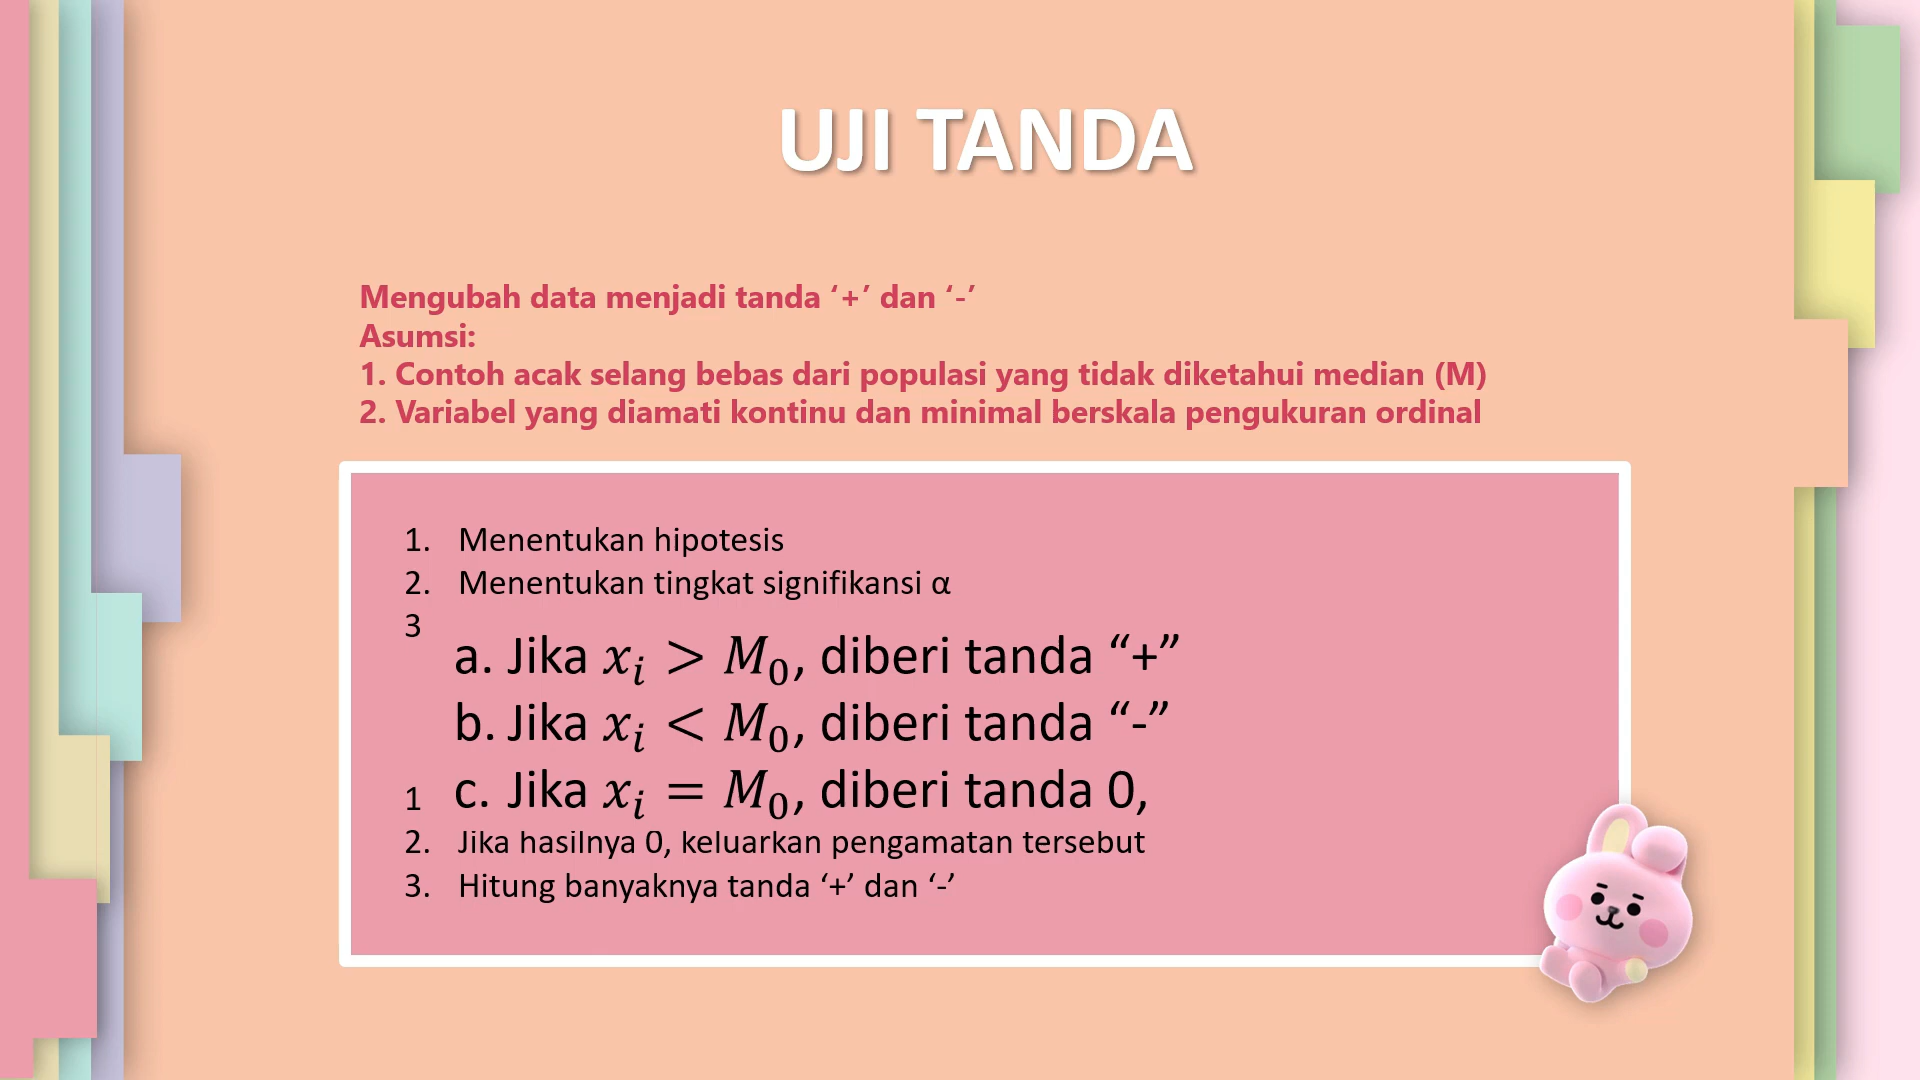 UJI TANDA
Mengubah data menjadi tanda ‘+’ dan ‘-’
Asumsi:
1. Contoh acak selang bebas dari populasi yang tidak diketahui median (M)
2. Variabel yang diamati kontinu dan minimal berskala pengukuran ordinal
1. Menentukan hipotesis
2. Menentukan tingkat signifikansi α
3
a. Jika xᵢ > M₀, diberi tanda “+”
b. Jika xᵢ < M₀, diberi tanda “-”
1 c. Jika xᵢ = M₀, diberi tanda 0,
2. Jika hasilnya 0, keluarkan pengamatan tersebut
3. Hitung banyaknya tanda ‘+’ dan ‘-’